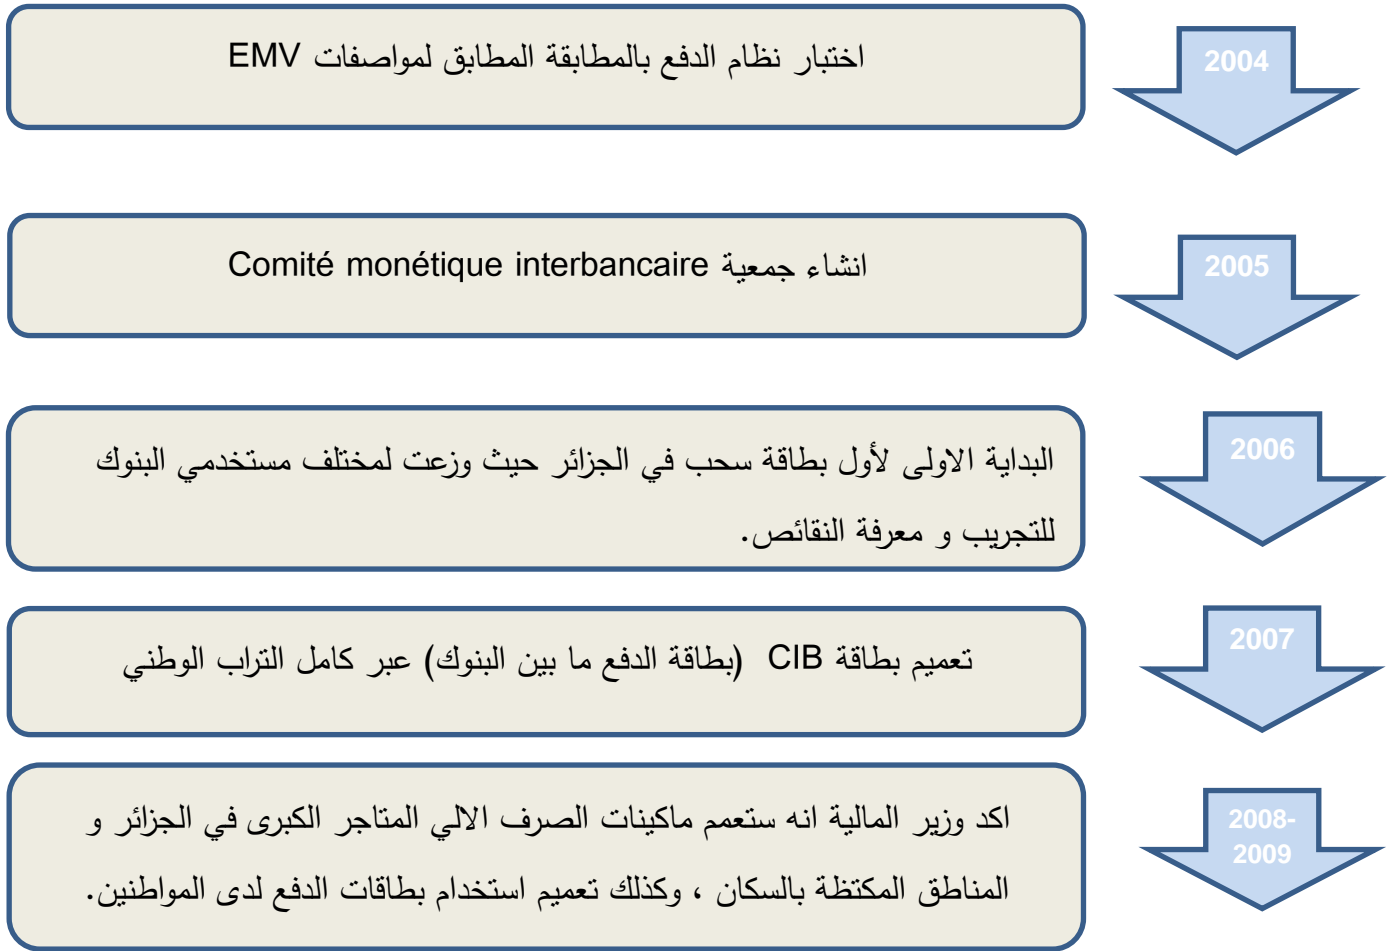 2004
اختبار نظام الدفع بالمطابقة المطابق لمواصفات EMV
2005
انشاء جمعية Comité monétique interbancaire
2006
البداية الاولى لأول بطاقة سحب في الجزائر حيث وزعت لمختلف مستخدمي البنوك
للتجريب و معرفة النقائص.
2007
تعميم بطاقة CIB (بطاقة الدفع ما بين البنوك) عبر كامل التراب الوطني
2008-
2009
اكد وزير المالية انه ستعمم ماكينات الصرف الالي المتاجر الكبرى في الجزائر و
المناطق المكتظة بالسكان ، وكذلك تعميم استخدام بطاقات الدفع لدى المواطنين.